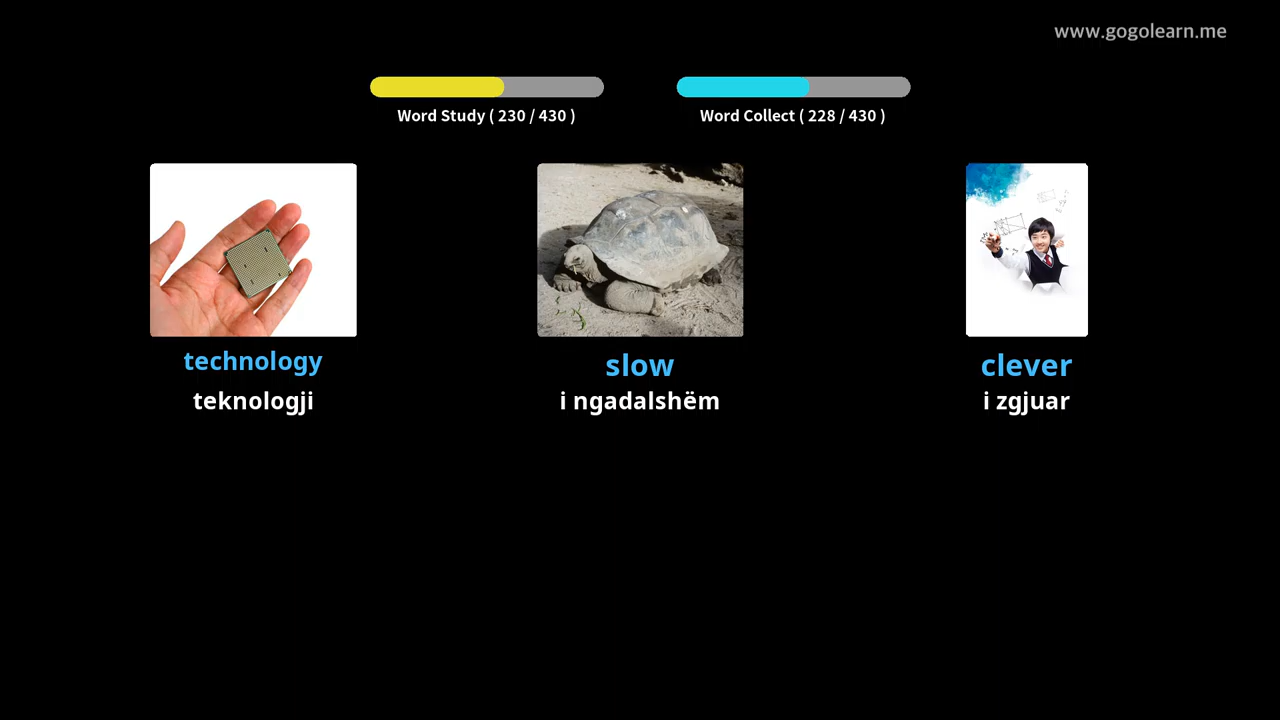 www.gogolearn.me
Word Study ( 230 / 430 )
Word Collect ( 228 / 430 )
technology
slow
clever
teknologji
i ngadalshëm
i zgjuar